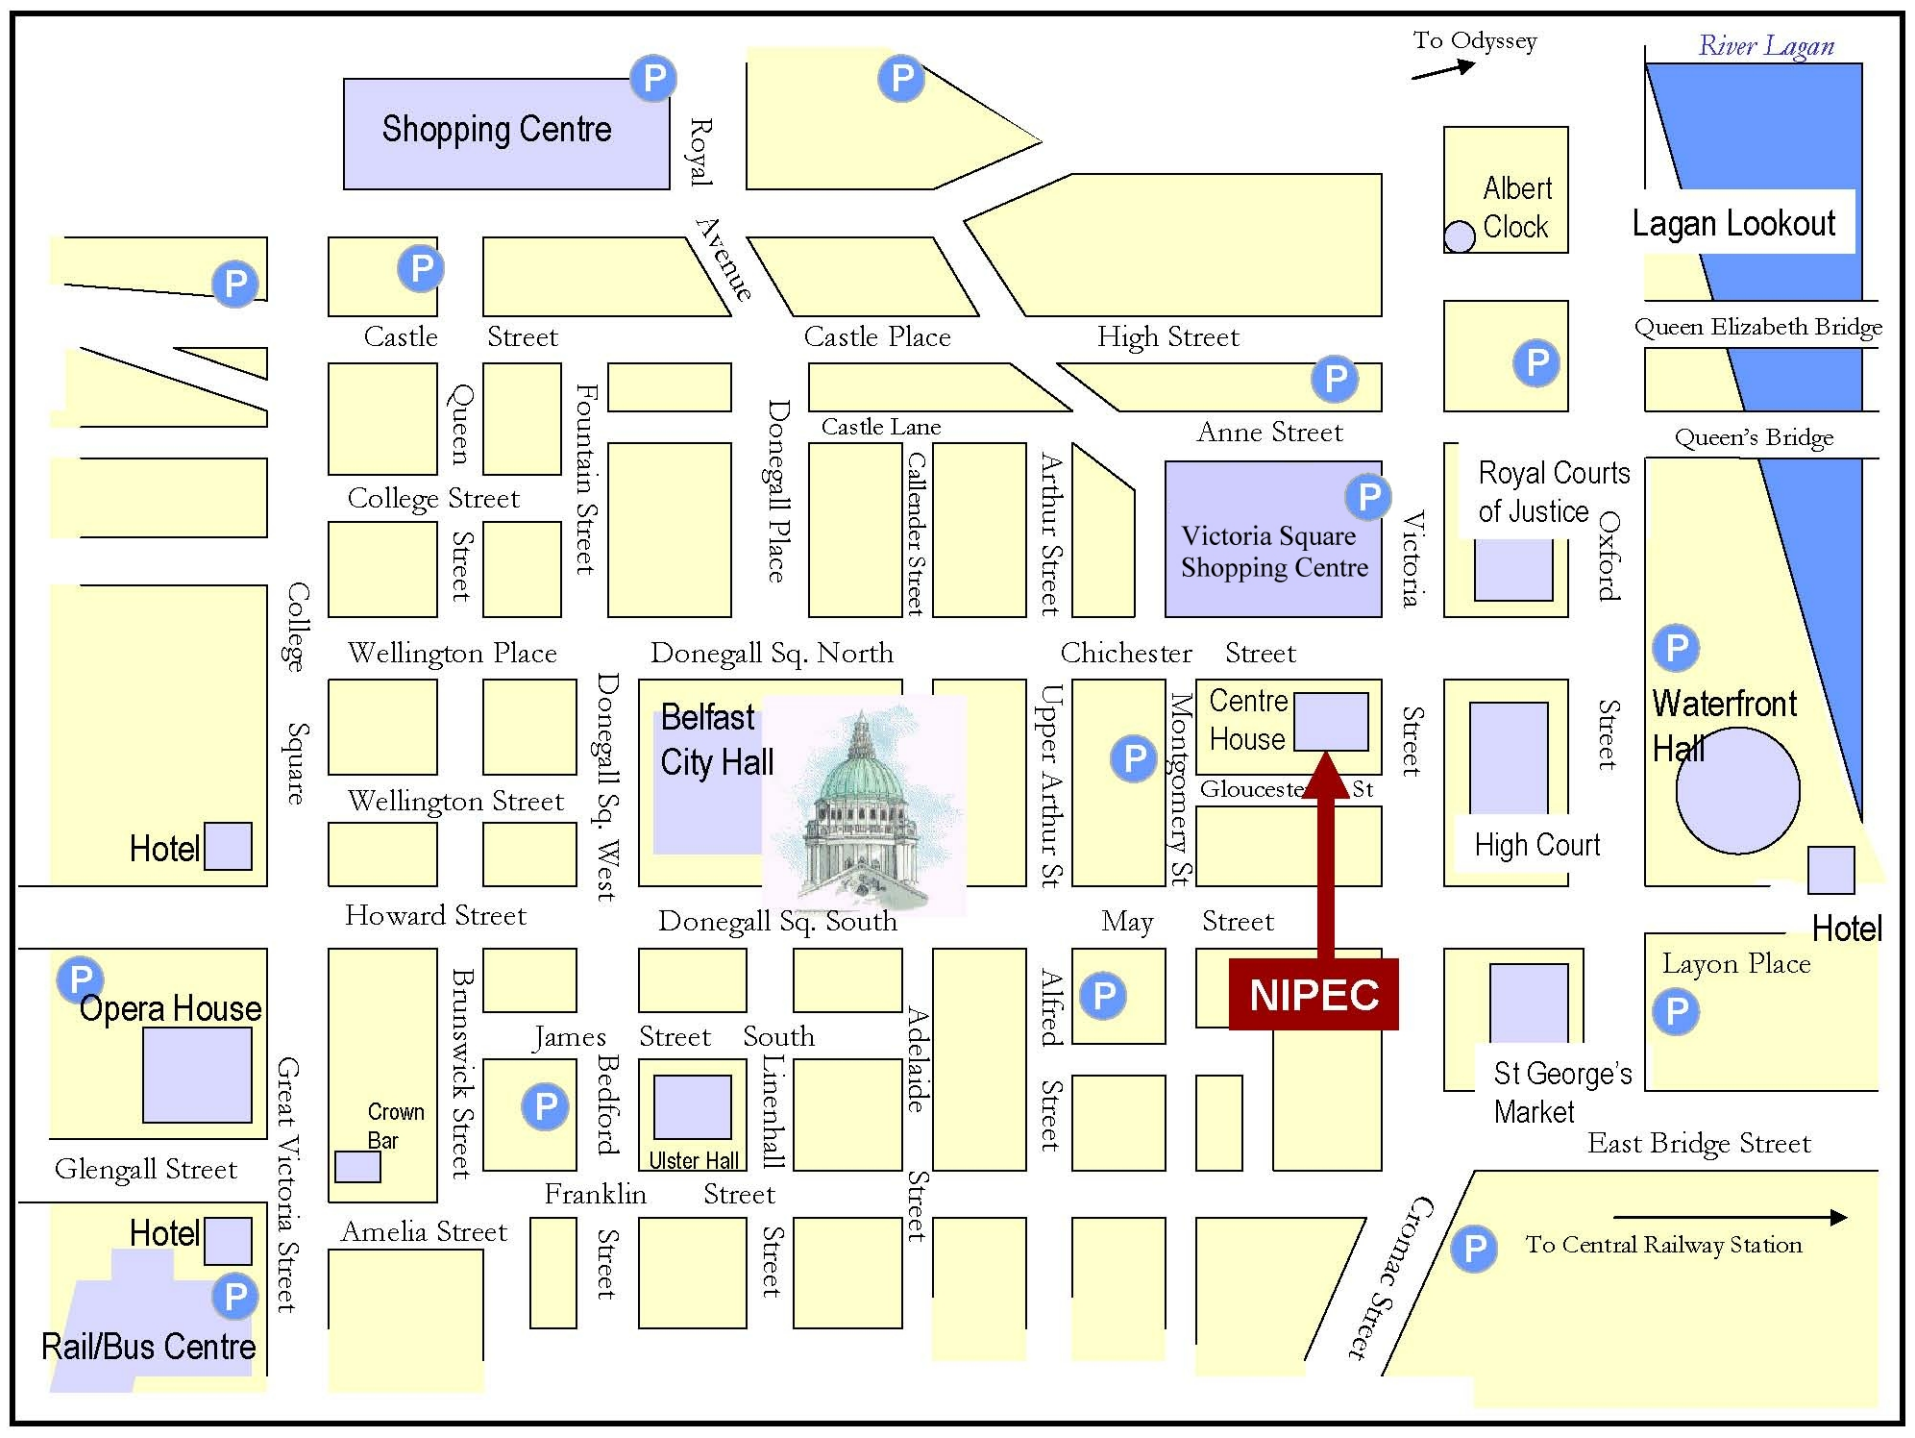 To Odyssey
River Lagan
P
P
Shopping Centre
Royal
Avenue
Albert
Clock
Lagan Lookout
P
P
Castle Street
Castle Place
High Street
Queen Elizabeth Bridge
P
P
Queen
Street
Fountain Street
Donegall Place
Castle Lane
Anne Street
Queen's Bridge
College Street
Callender Street
Arthur Street
P
Victoria Square
Shopping Centre
Victoria
Street
Royal Courts
of Justice
Oxford
Street
College
Square
Wellington Place
Donegall Sq. North
Chichester Street
P
Donegall Sq. West
Belfast
City Hall
Upper Arthur St
P
Montgomery St
Centre
House
Waterfront
Hall
Wellington Street
Glouceste St
Hotel
High Court
Howard Street
Donegall Sq. South
May Street
Hotel
P
Opera House
Brunswick Street
Adelaide
Street
Alfred
Street
P
NIPEC
Layon Place
P
James Street South
Great Victoria Street
Crown
Bar
P
Bedford
Street
Ulster Hall
Linenhall
Street
St George's
Market
East Bridge Street
Glengall Street
Franklin Street
Hotel
Amelia Street
Cromac Street
P
To Central Railway Station
P
Rail/Bus Centre